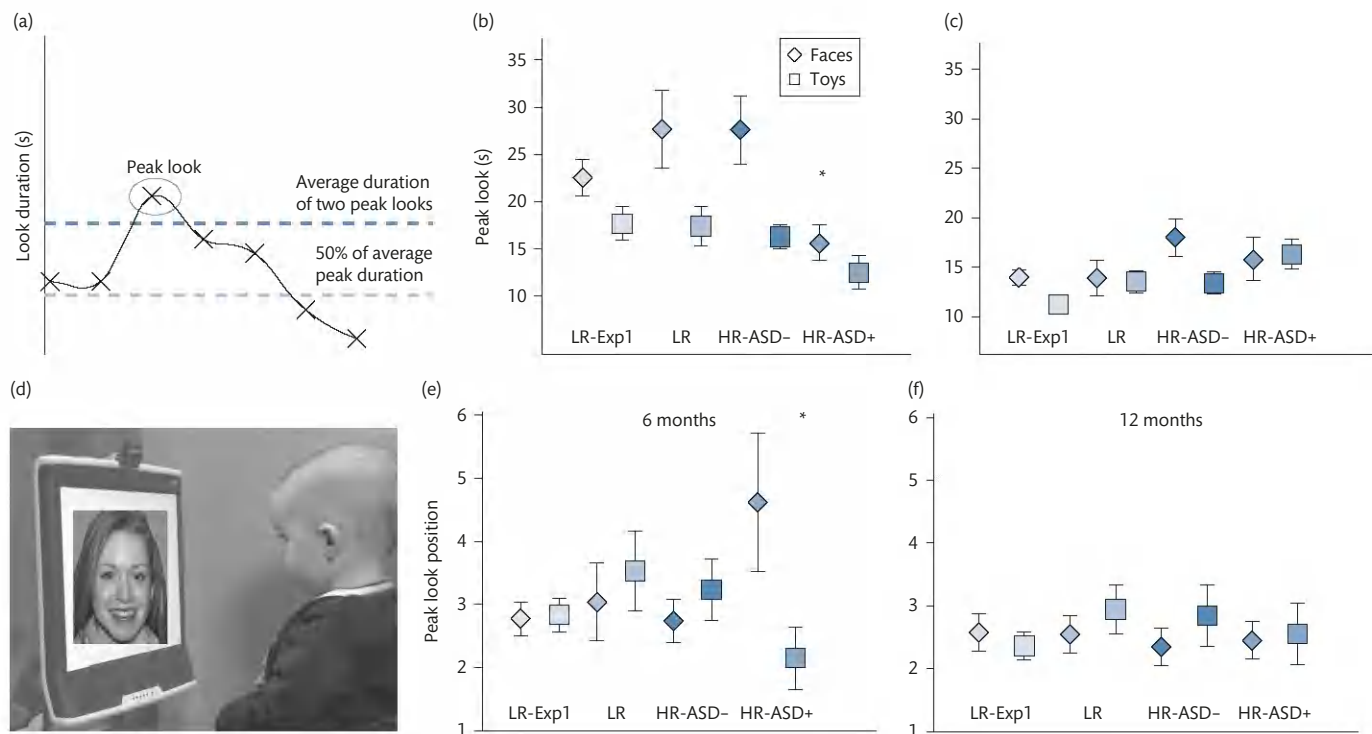 (a)
Look duration (s)
Peak look
Average duration
of two peak looks
50% of average
peak duration
(b)
Peak look (s)
35
30
25
20
15
10
Faces
Toys
*
LR-Exp1 LR HR-ASD– HR-ASD+
(c)
35
30
25
20
15
10
LR-Exp1 LR HR-ASD– HR-ASD+
(d)
(e)
6 months
Peak look position
6
5
4
3
2
1
*
LR-Exp1 LR HR-ASD– HR-ASD+
(f)
12 months
6
5
4
3
2
1
LR-Exp1 LR HR-ASD– HR-ASD+